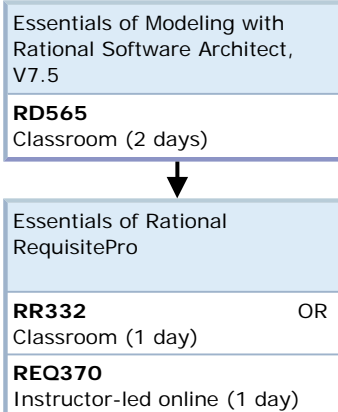 Essentials of Modeling with
Rational Software Architect,
V7.5
RD565
Classroom (2 days)
Essentials of Rational
RequisitePro
RR332 OR
Classroom (1 day)
REQ370
Instructor-led online (1 day)